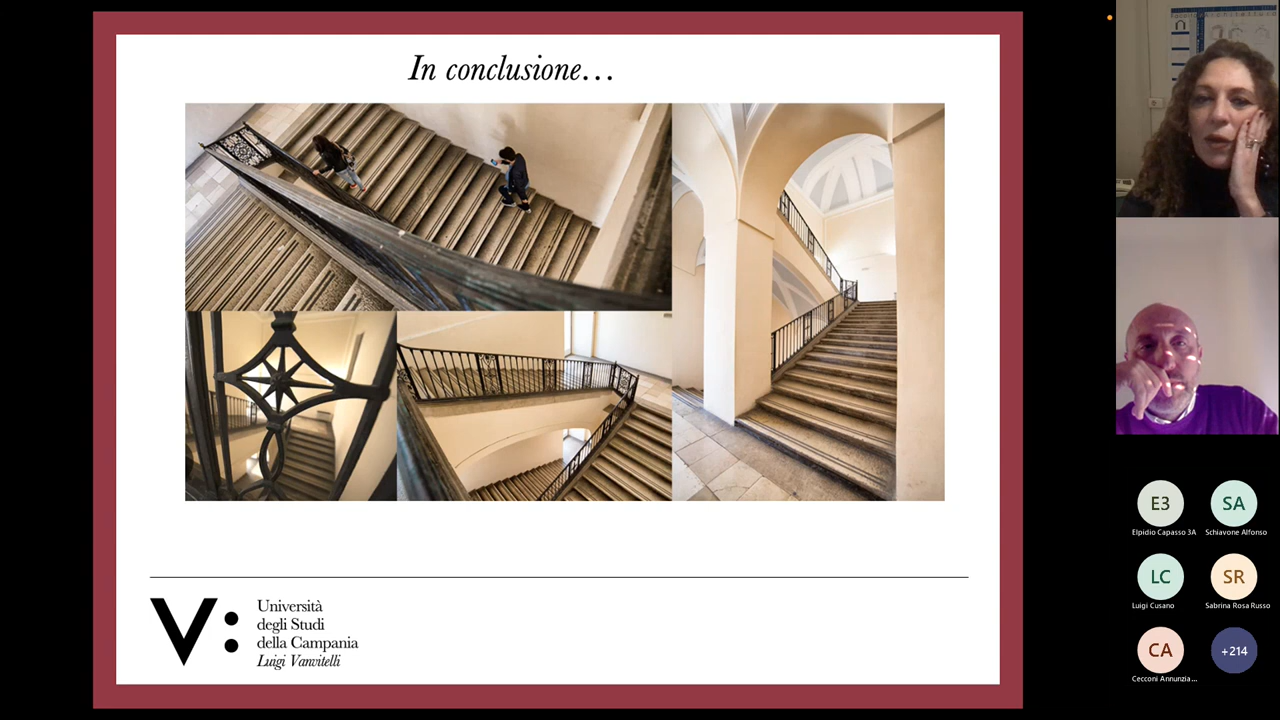 In conclusione...
V:
Università
degli Studi
della Campania
Luigi Vanvitelli
E3
Elpidio Capasso 3A
SA
Schiavone Alfonso
LC
Luigi Cusano
SR
Sabrina Rosa Russo
CA
Cecconi Annunzia...
+214